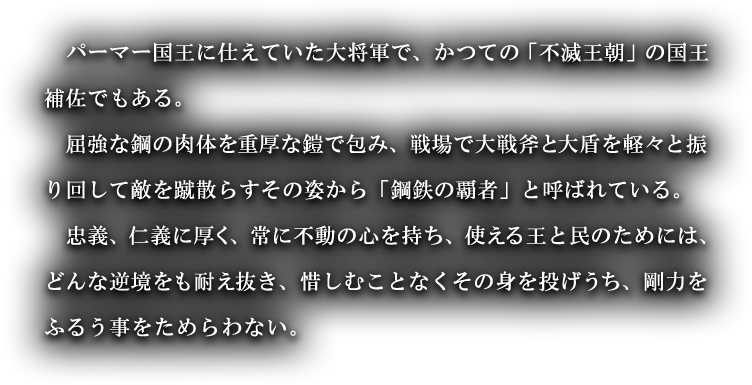 パーマー国王に仕えていた大将軍で、かつての「不滅王朝」の国王
補佐でもある。
　屈強な鋼の肉体を重厚な鎧で包み、戦場で大戦斧と大盾を軽々と振
り回して敵を蹴散らすその姿から「鋼鉄の覇者」と呼ばれている。
　忠義、仁義に厚く、常に不動の心を持ち、使える王と民のためには、
どんな逆境をも耐え抜き、惜しむことなくその身を投げうち、剛力を
ふるう事をためらわない。